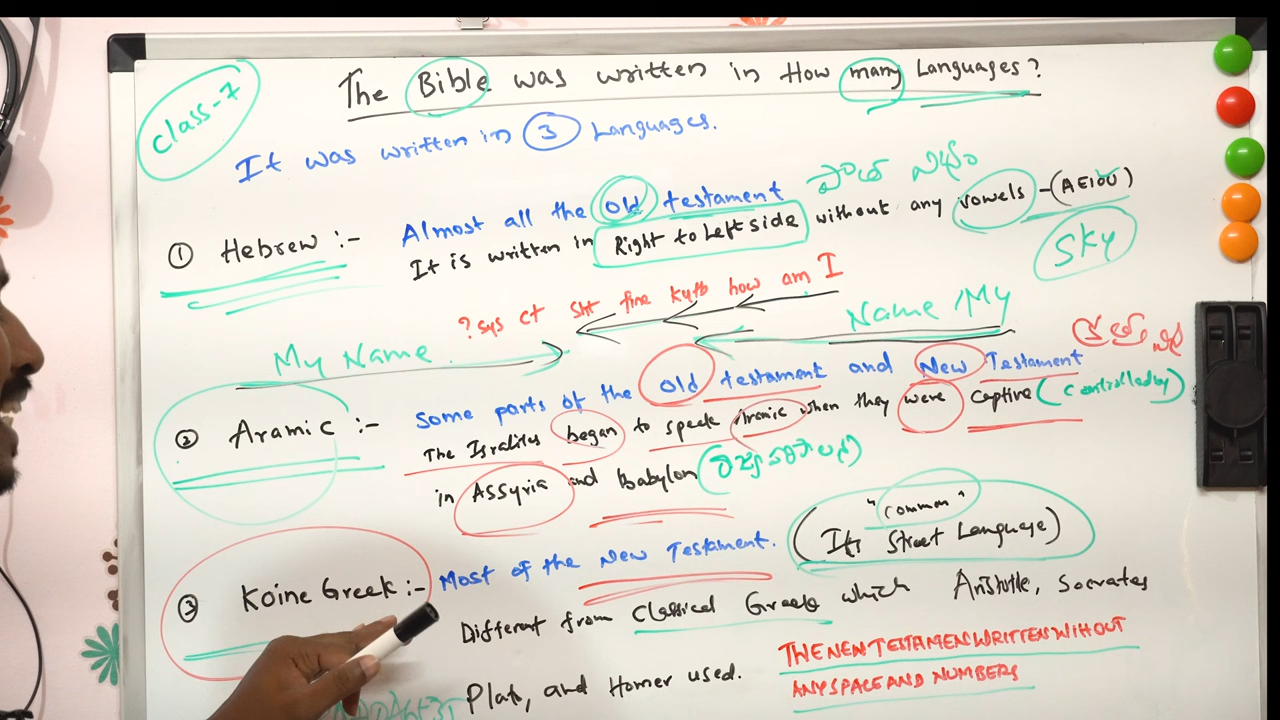 class-7
The Bible was written in How many Languages?
It was written in 3 Languages.
① Hebrew :- Almost all the Old testament
It is written in Right to Left side without any vowels -(AEIOU)
SKY
?sys ct sht fine kytb how am I
My Name
Name My
② Aramic :- Some parts of the Old testament and New Testament
The Isralites began to speak when they were captive (controlled by)
in Assyria and Babylon
③ Koine Greek :- Most of the New Testament.
"common"
(Its Street Language)
Different from Classical Greek which Aristotle, Socrates
Plato, and Homer used.
THE NEW TESTAMEN WRITTEN WIHOUT
ANY SPACE AND NUMBERS